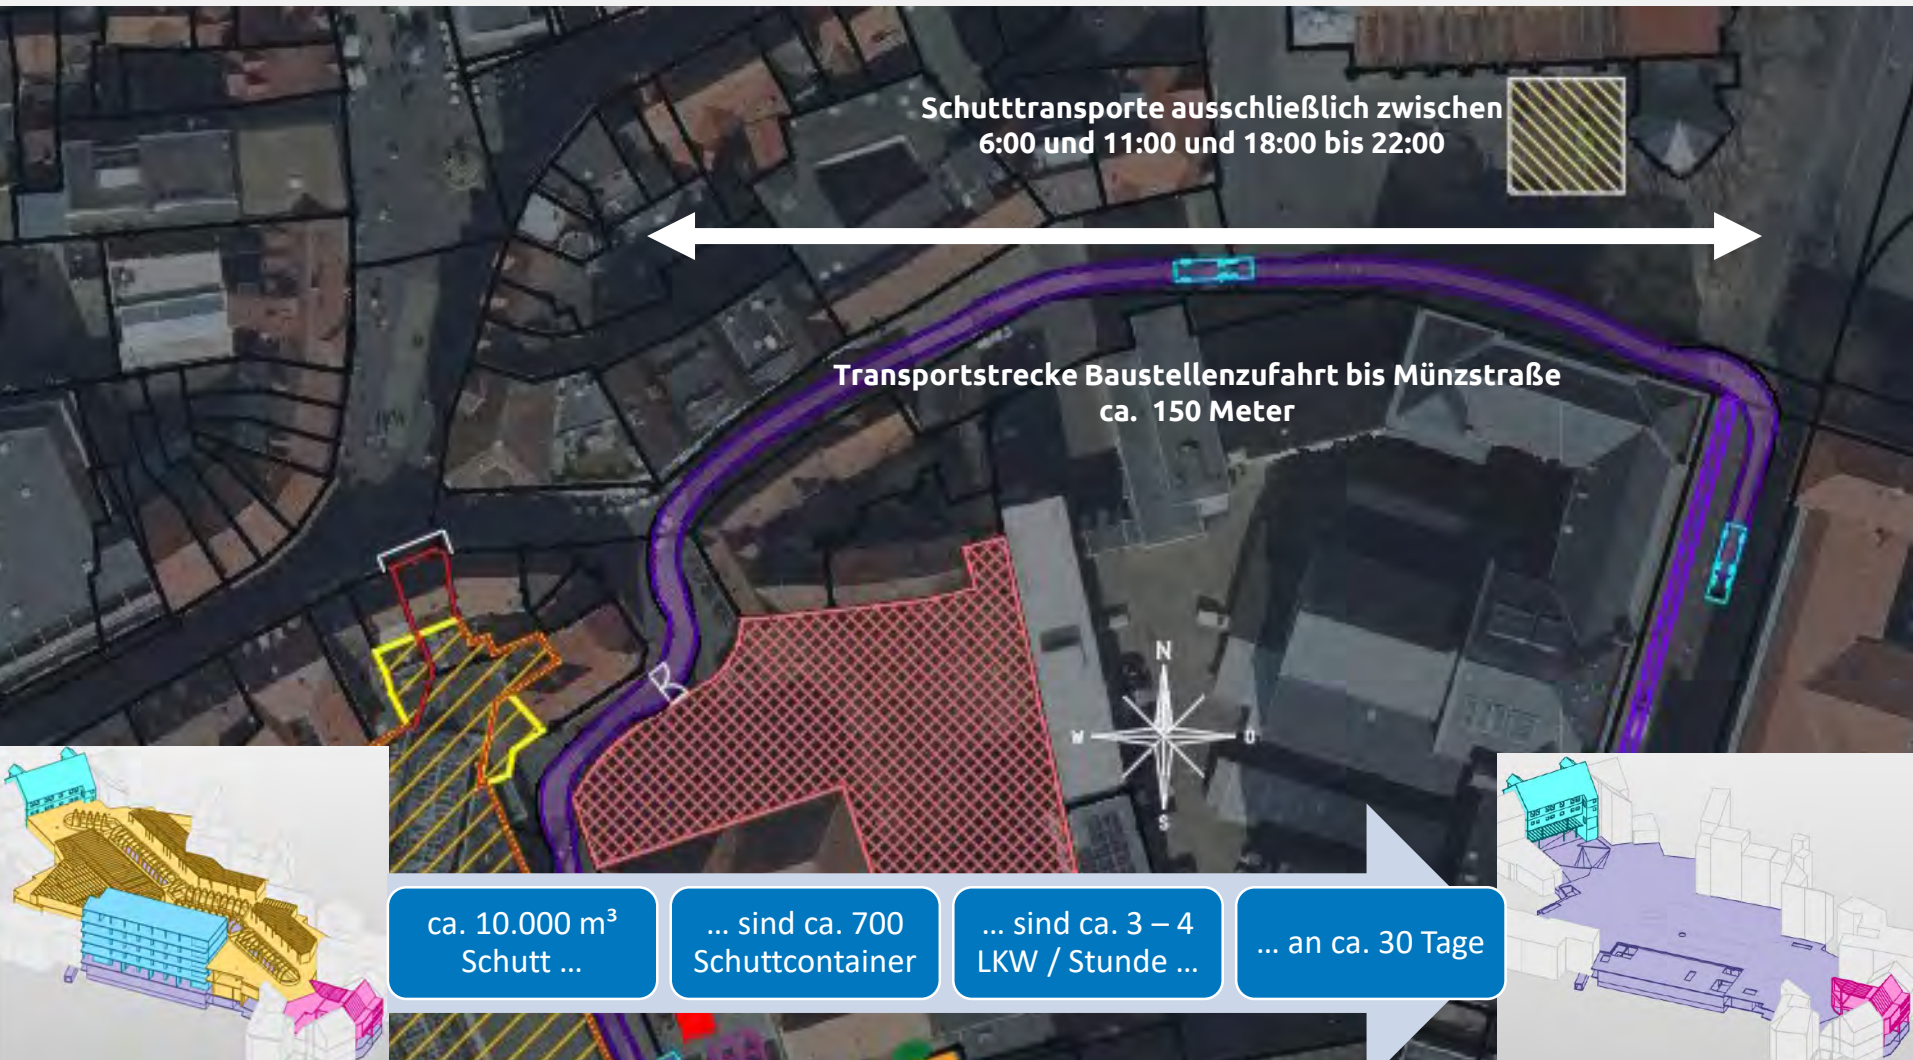 Schutttransporte ausschließlich zwischen
6:00 und 11:00 und 18:00 bis 22:00
Transportstrecke Baustellenzufahrt bis Münzstraße
ca. 150 Meter
N
W
O
S
ca. 10.000 m³
Schutt ...
... sind ca. 700
Schuttcontainer
... sind ca. 3 – 4
LKW / Stunde ...
... an ca. 30 Tage